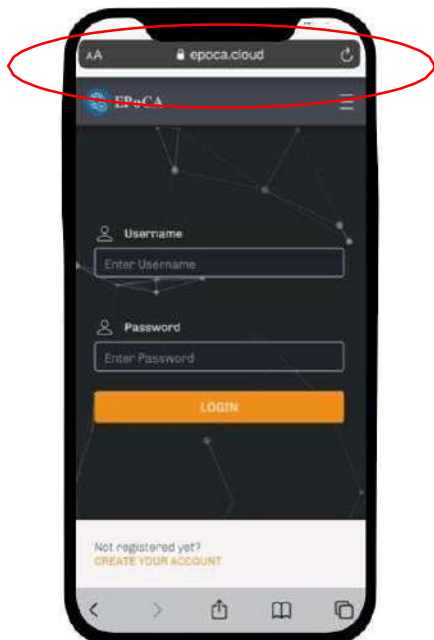 AA epoca.cloud
EPoCA
Username
Enter Username
Password
Enter Password
LOGIN
Not registered yet?
CREATE YOUR ACCOUNT